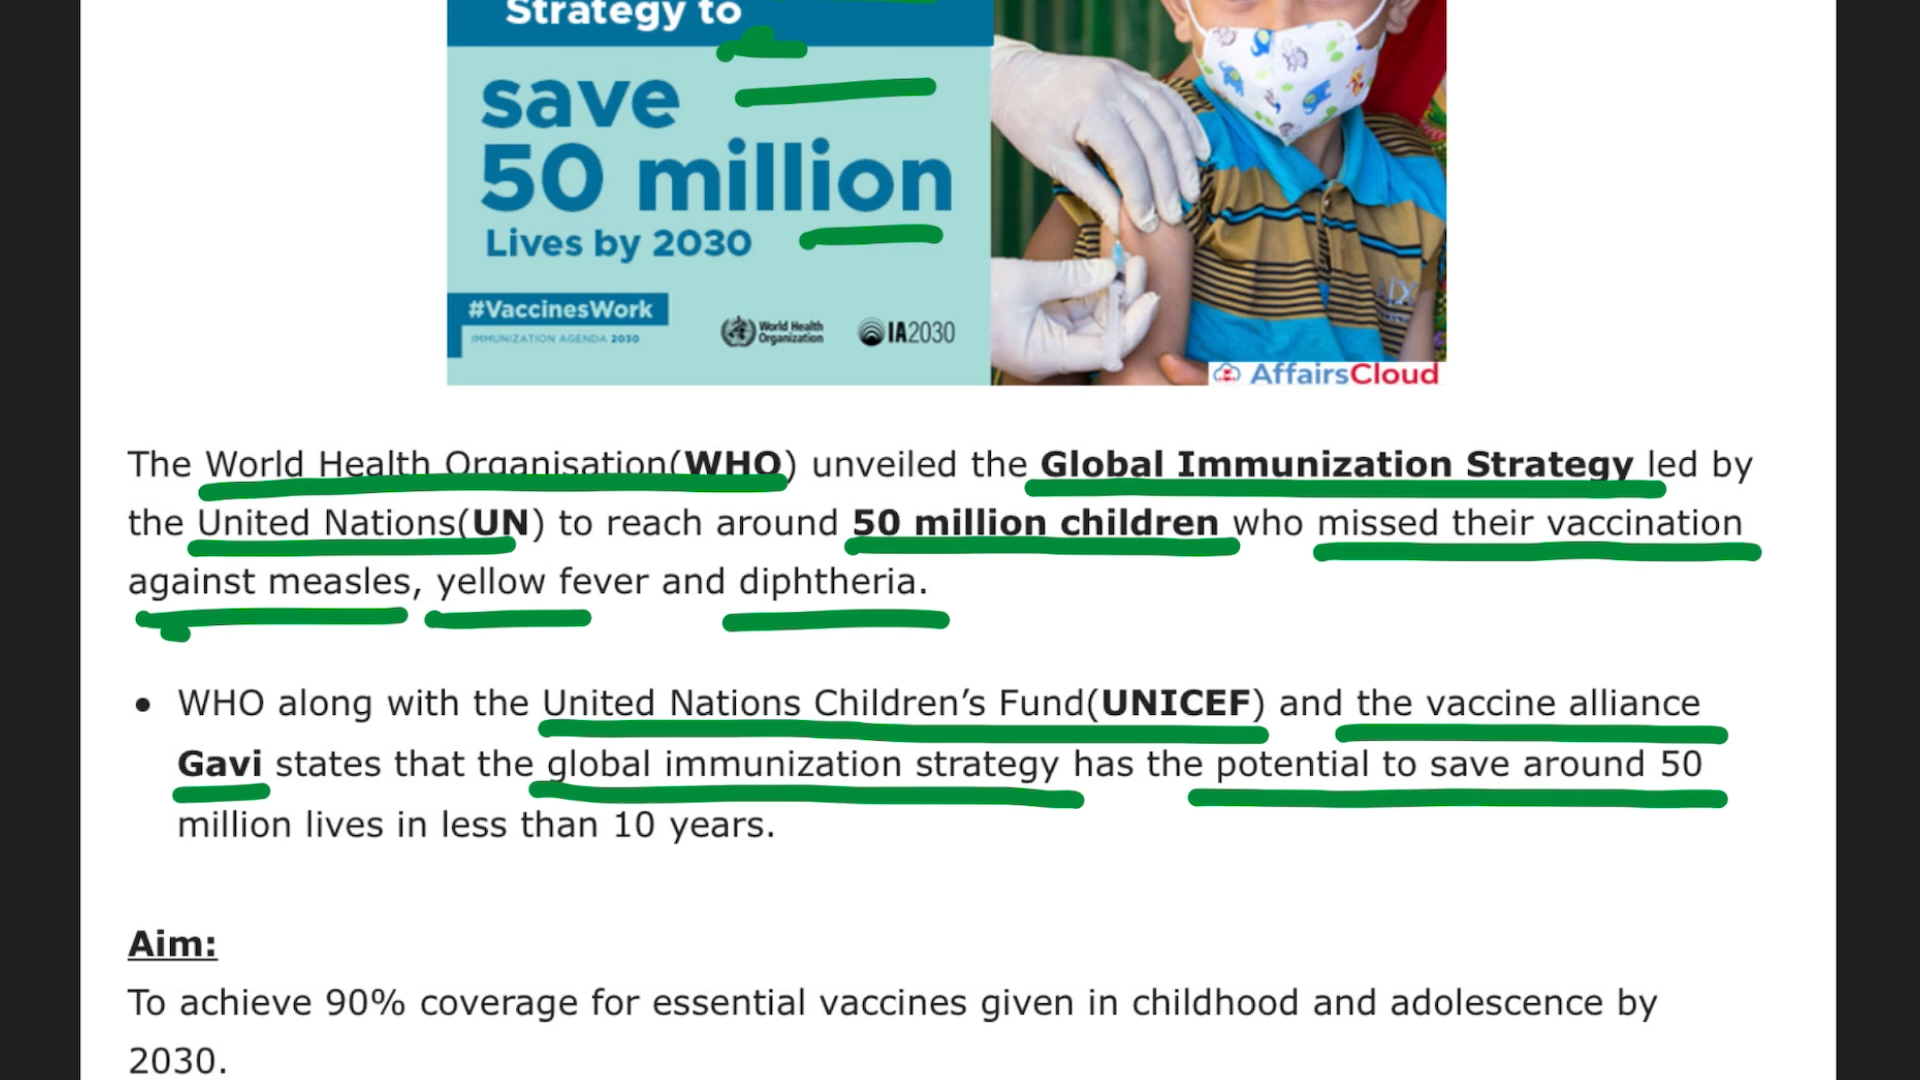 Strategy to
save
50 million
Lives by 2030
#VaccinesWork
IMMUNIZATION AGENDA 2030
World Health
Organization
IA2030
AffairsCloud
The World Health Organisation(WHO) unveiled the Global Immunization Strategy led by
the United Nations(UN) to reach around 50 million children who missed their vaccination
against measles, yellow fever and diphtheria.
• WHO along with the United Nations Children’s Fund(UNICEF) and the vaccine alliance
Gavi states that the global immunization strategy has the potential to save around 50
million lives in less than 10 years.
Aim:
To achieve 90% coverage for essential vaccines given in childhood and adolescence by
2030.